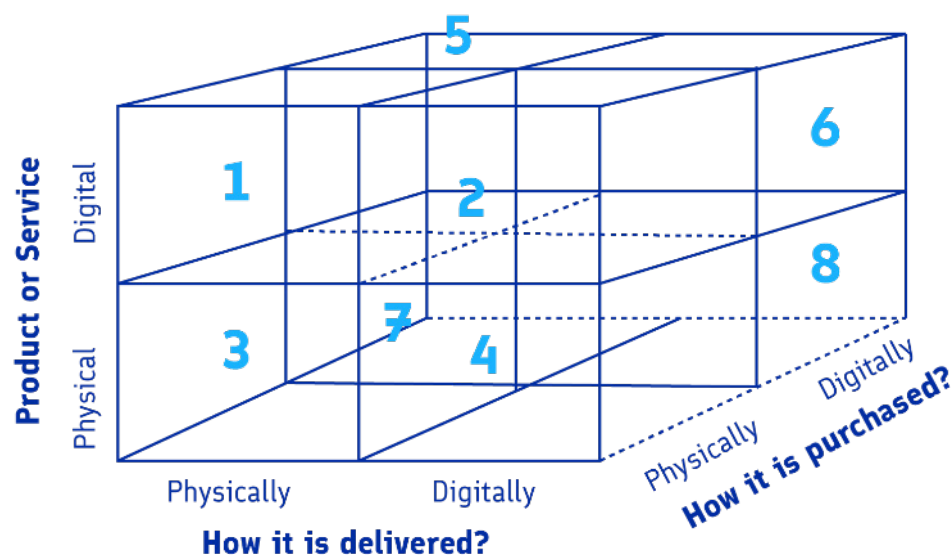 5
6
1
2
8
7
3
4
Product or Service
Digital
Physical
Physically
Digitally
How it is delivered?
Physically
Digitally
How it is purchased?